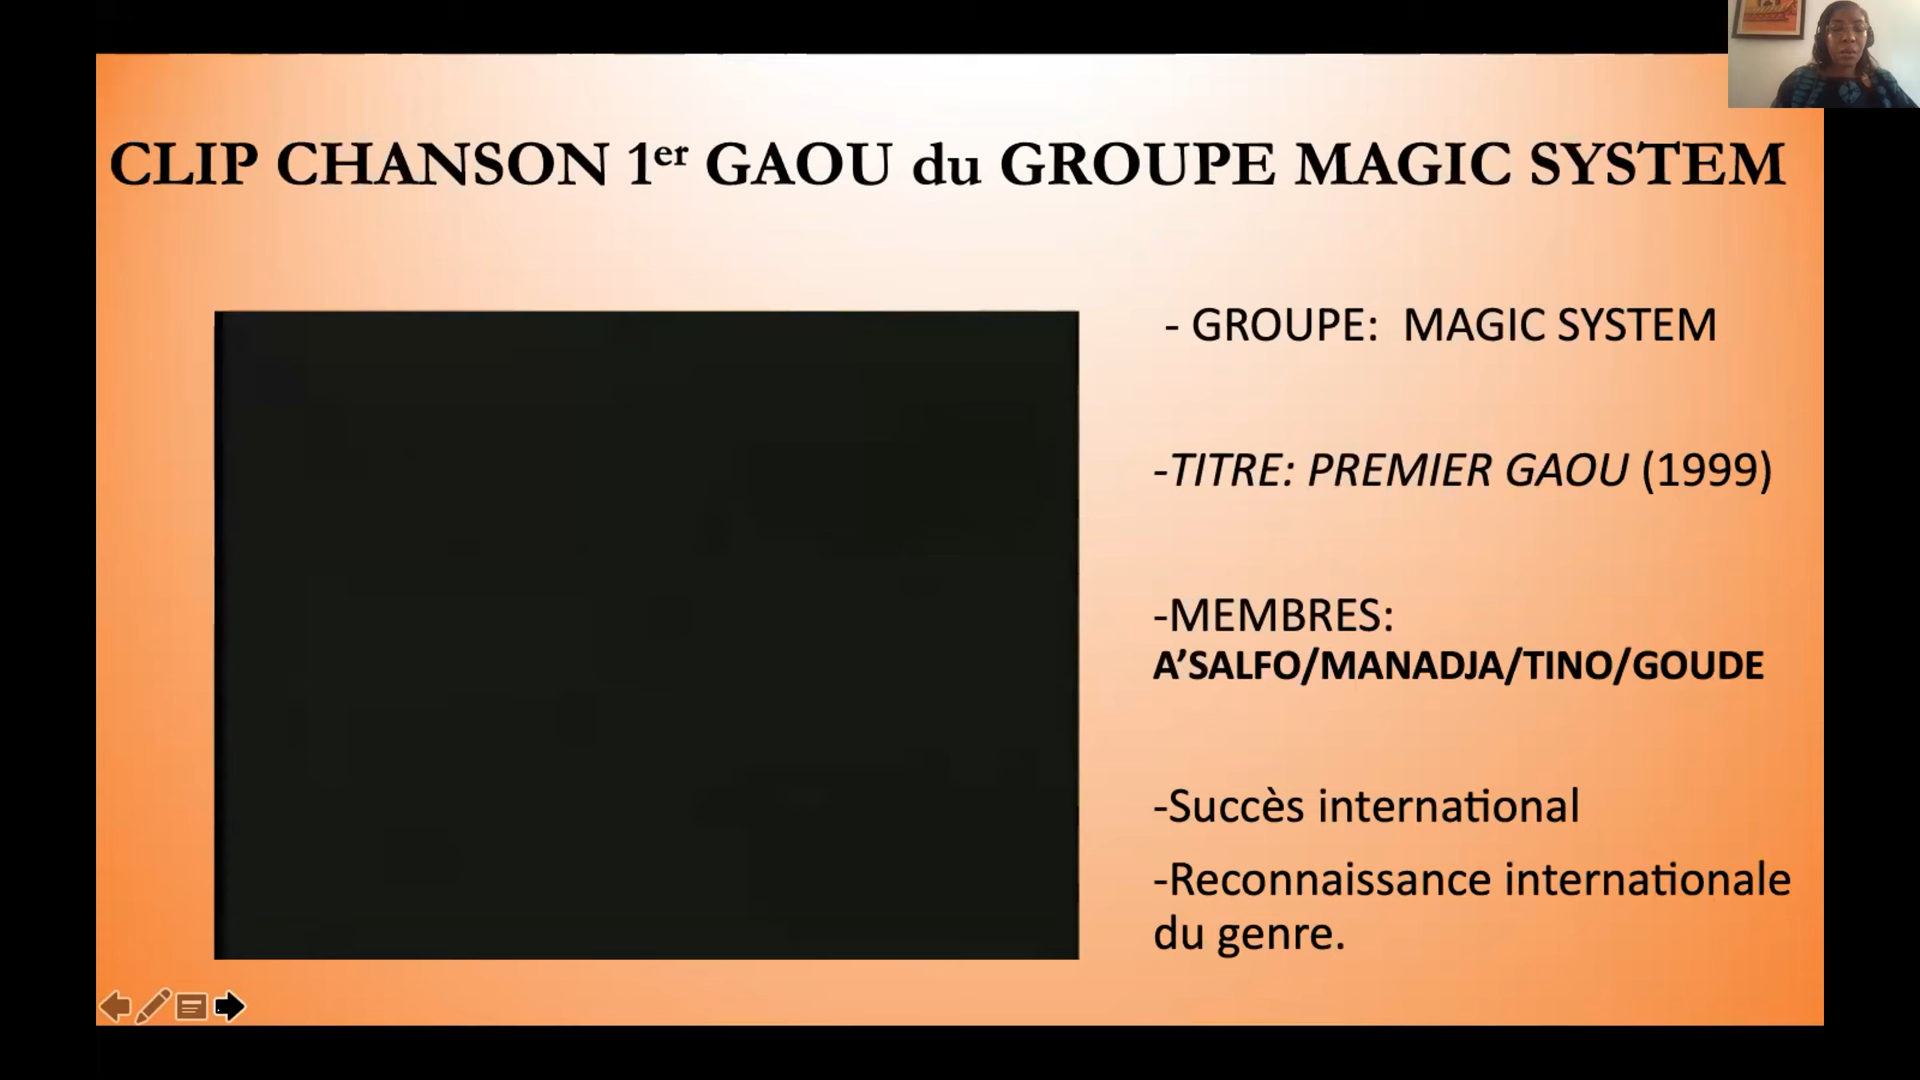 CLIP CHANSON 1er GAOU du GROUPE MAGIC SYSTEM
- GROUPE: MAGIC SYSTEM
-TITRE: PREMIER GAOU (1999)
-MEMBRES:
A’SALFO/MANADJA/TINO/GOUDE
-Succès international
-Reconnaissance internationale
du genre.